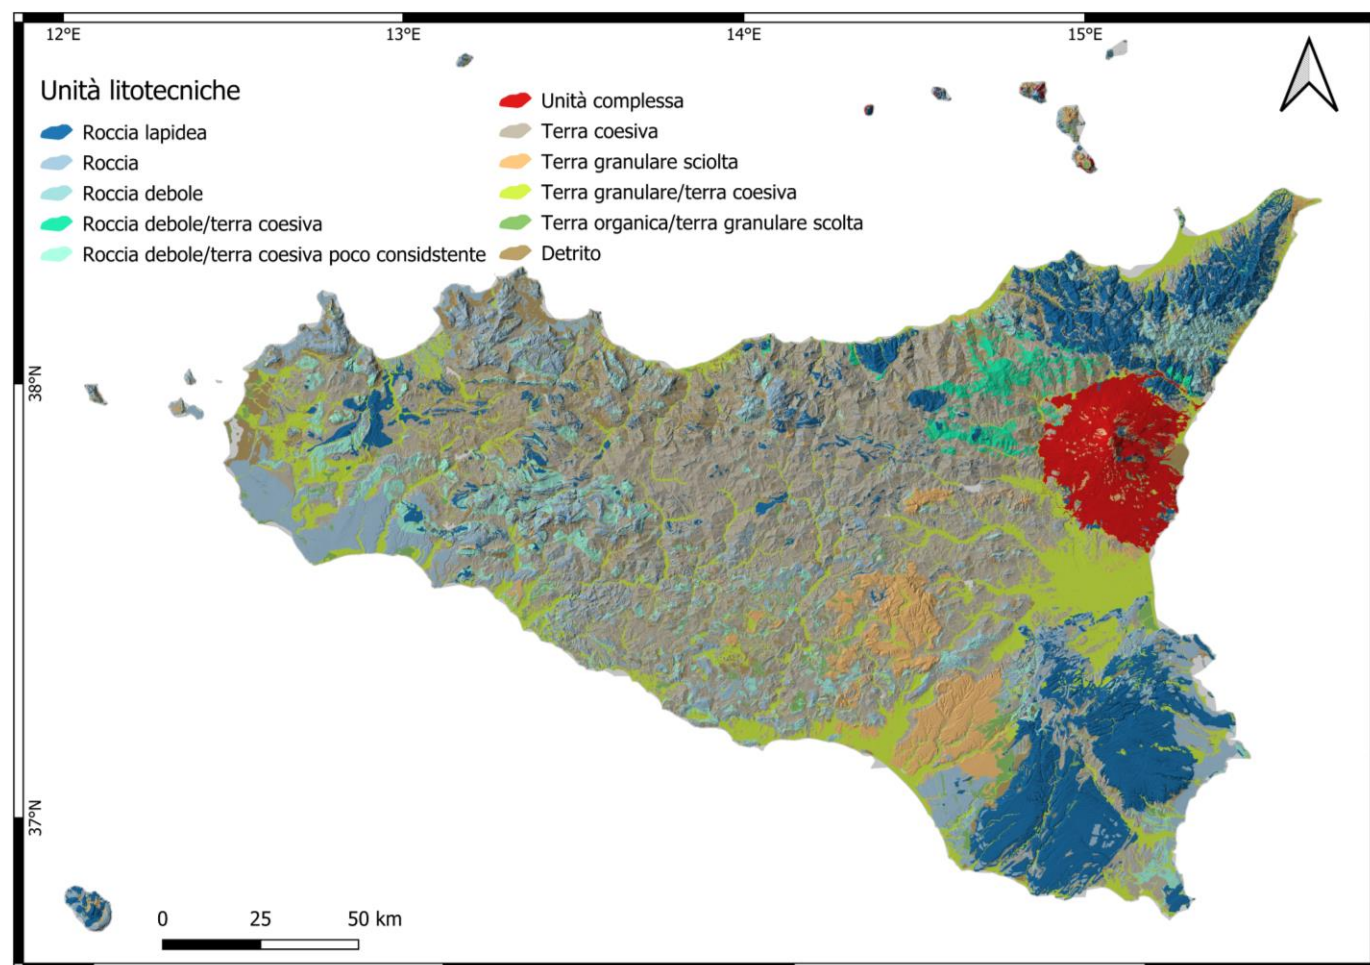 12°E 13°E 14°E 15°E
Unità litotecniche
Roccia lapidea
Roccia
Roccia debole
Roccia debole/terra coesiva
Roccia debole/terra coesiva poco considstente
Unità complessa
Terra coesiva
Terra granulare sciolta
Terra granulare/terra coesiva
Terra organica/terra granulare scolta
Detrito
38°N
37°N
0 25 50 km